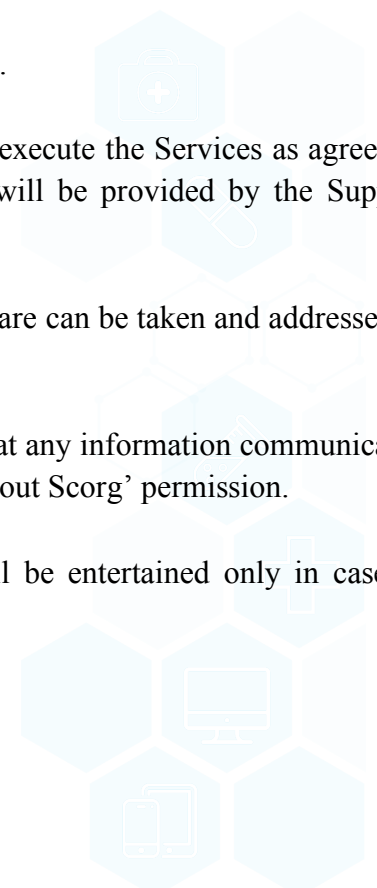 .
execute the Services as agree
will be provided by the Sup
are can be taken and addresse
at any information communica
out Scorg’ permission.
l be entertained only in case